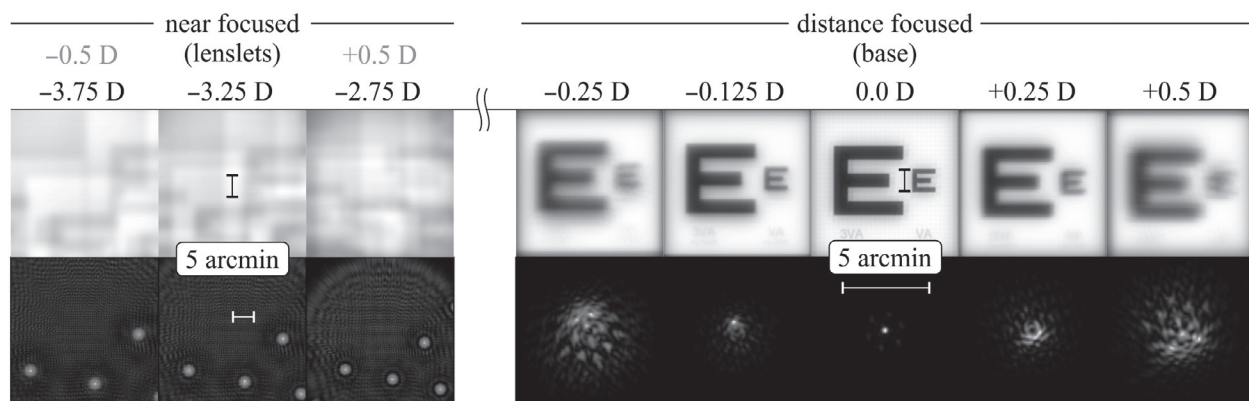 near focused
(lenslets)
–0.5 D
+0.5 D
–3.75 D
–3.25 D
–2.75 D
distance focused
(base)
–0.25 D
–0.125 D
0.0 D
+0.25 D
+0.5 D
E E
E E
E E
E E
E E
3VA VA
5 arcmin
5 arcmin